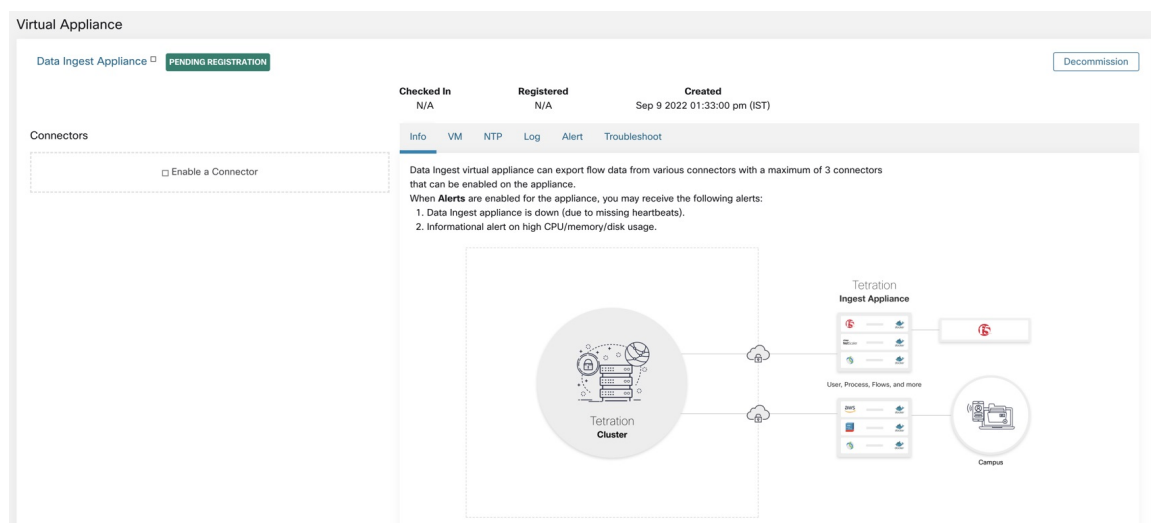 Virtual Appliance
Data Ingest Appliance PENDING REGISTRATION
Decommission
Checked In Registered Created
N/A N/A Sep 9 2022 01:33:00 pm (IST)
Connectors
Info VM NTP Log Alert Troubleshoot
Enable a Connector
Data Ingest virtual appliance can export flow data from various connectors with a maximum of 3 connectors
that can be enabled on the appliance.
When Alerts are enabled for the appliance, you may receive the following alerts:
1. Data Ingest appliance is down (due to missing heartbeats).
2. Informational alert on high CPU/memory/disk usage.
Tetration
Ingest Appliance
User, Process, Flows, and more
Tetration
Cluster
aws
Campus